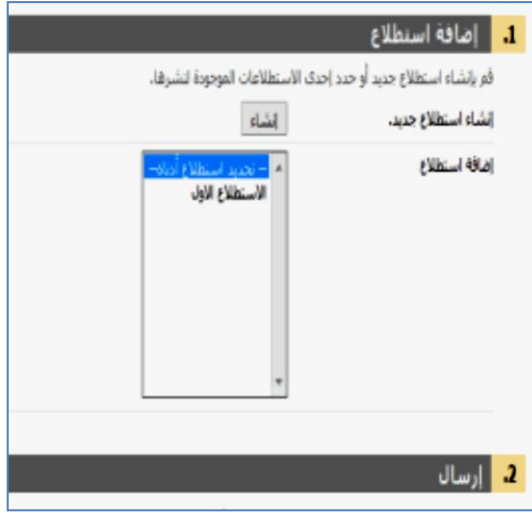 1. إضافة استطلاع
قم بإنشاء استطلاع جديد أو حدد إحدى الاستطلاعات الموجودة لنشرها.
إنشاء استطلاع جديد. إنشاء
إضافة استطلاع
-- تحديد استطلاع أدناه--
الاستطلاع الاول
2. إرسال